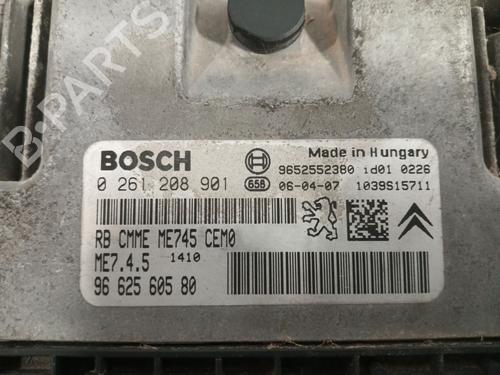 B-PARTS
BOSCH
Made in Hungary
9652552380 id01 0226
0 261 208 901
658
06-04-07 1039S15711
RB CMME ME745 CEM0
ME7.4.5 1410
96 625 605 80